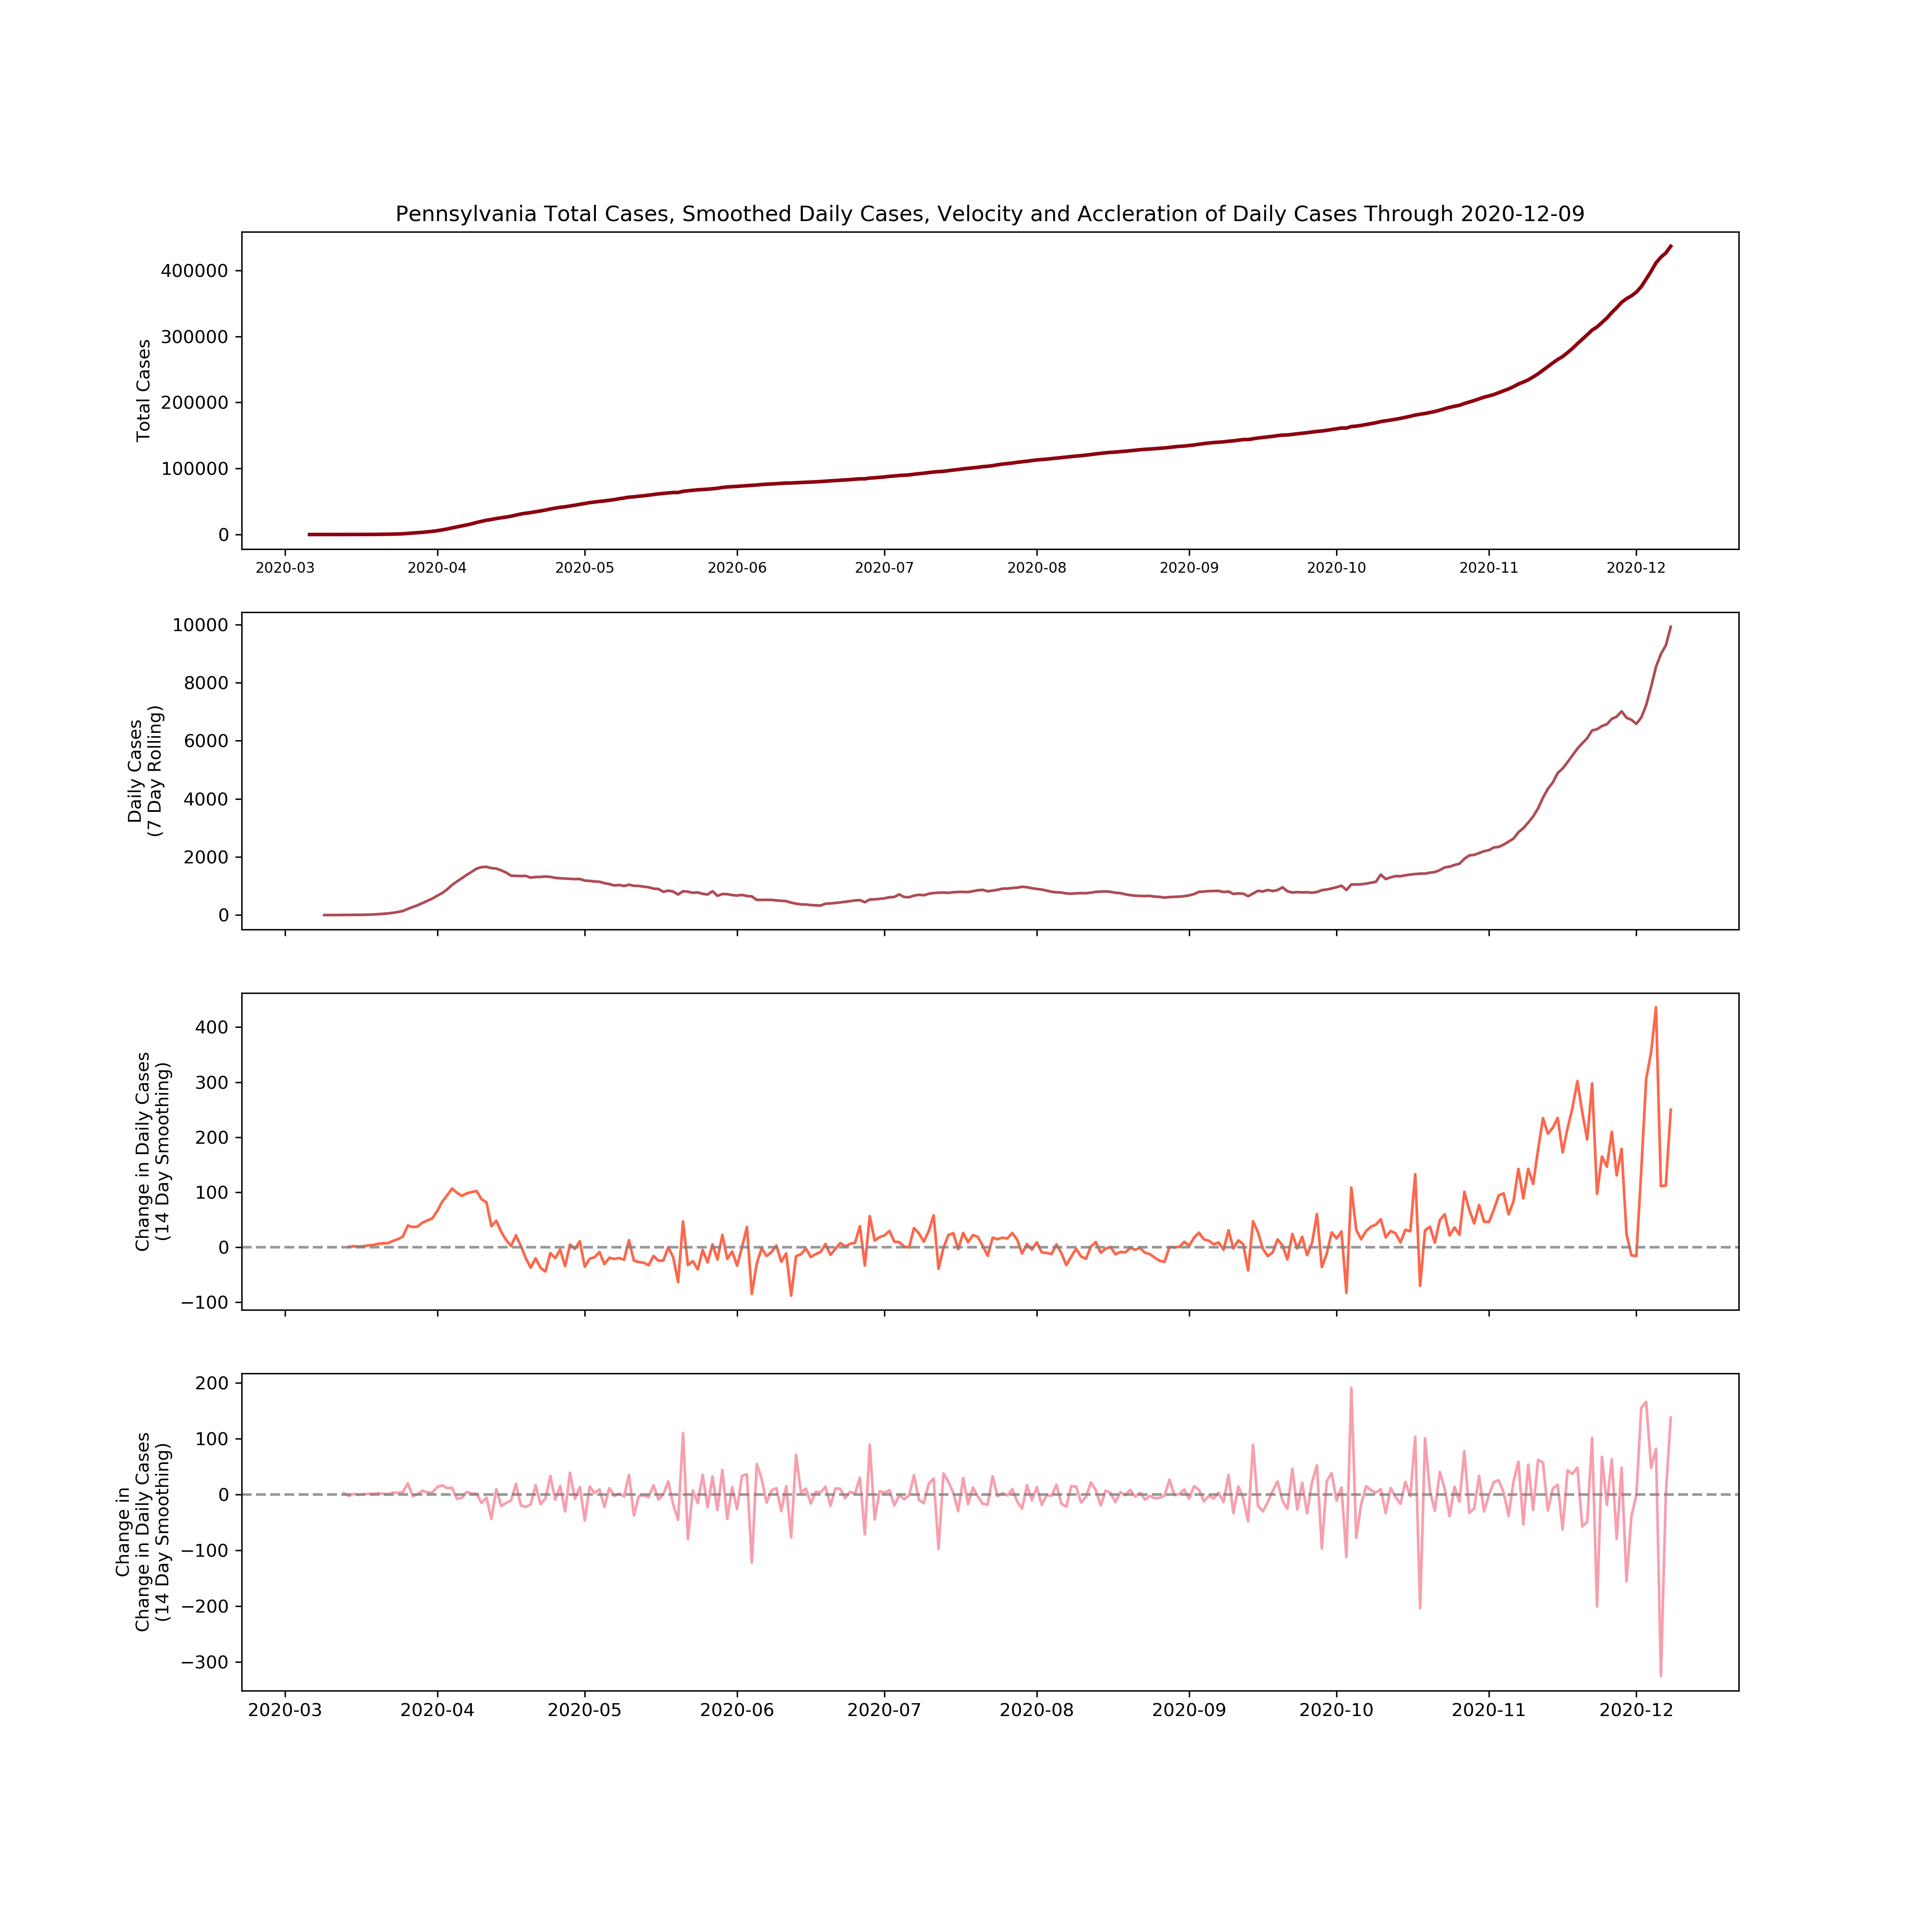 Pennsylvania Total Cases, Smoothed Daily Cases, Velocity and Accleration of Daily Cases Through 2020-12-09
Total Cases
400000
300000
200000
100000
0
2020-03 2020-04 2020-05 2020-06 2020-07 2020-08 2020-09 2020-10 2020-11 2020-12
Daily Cases
(7 Day Rolling)
10000
8000
6000
4000
2000
0
Change in Daily Cases
(14 Day Smoothing)
400
300
200
100
0
−100
Change in
Change in Daily Cases
(14 Day Smoothing)
200
100
0
−100
−200
−300
2020-03 2020-04 2020-05 2020-06 2020-07 2020-08 2020-09 2020-10 2020-11 2020-12